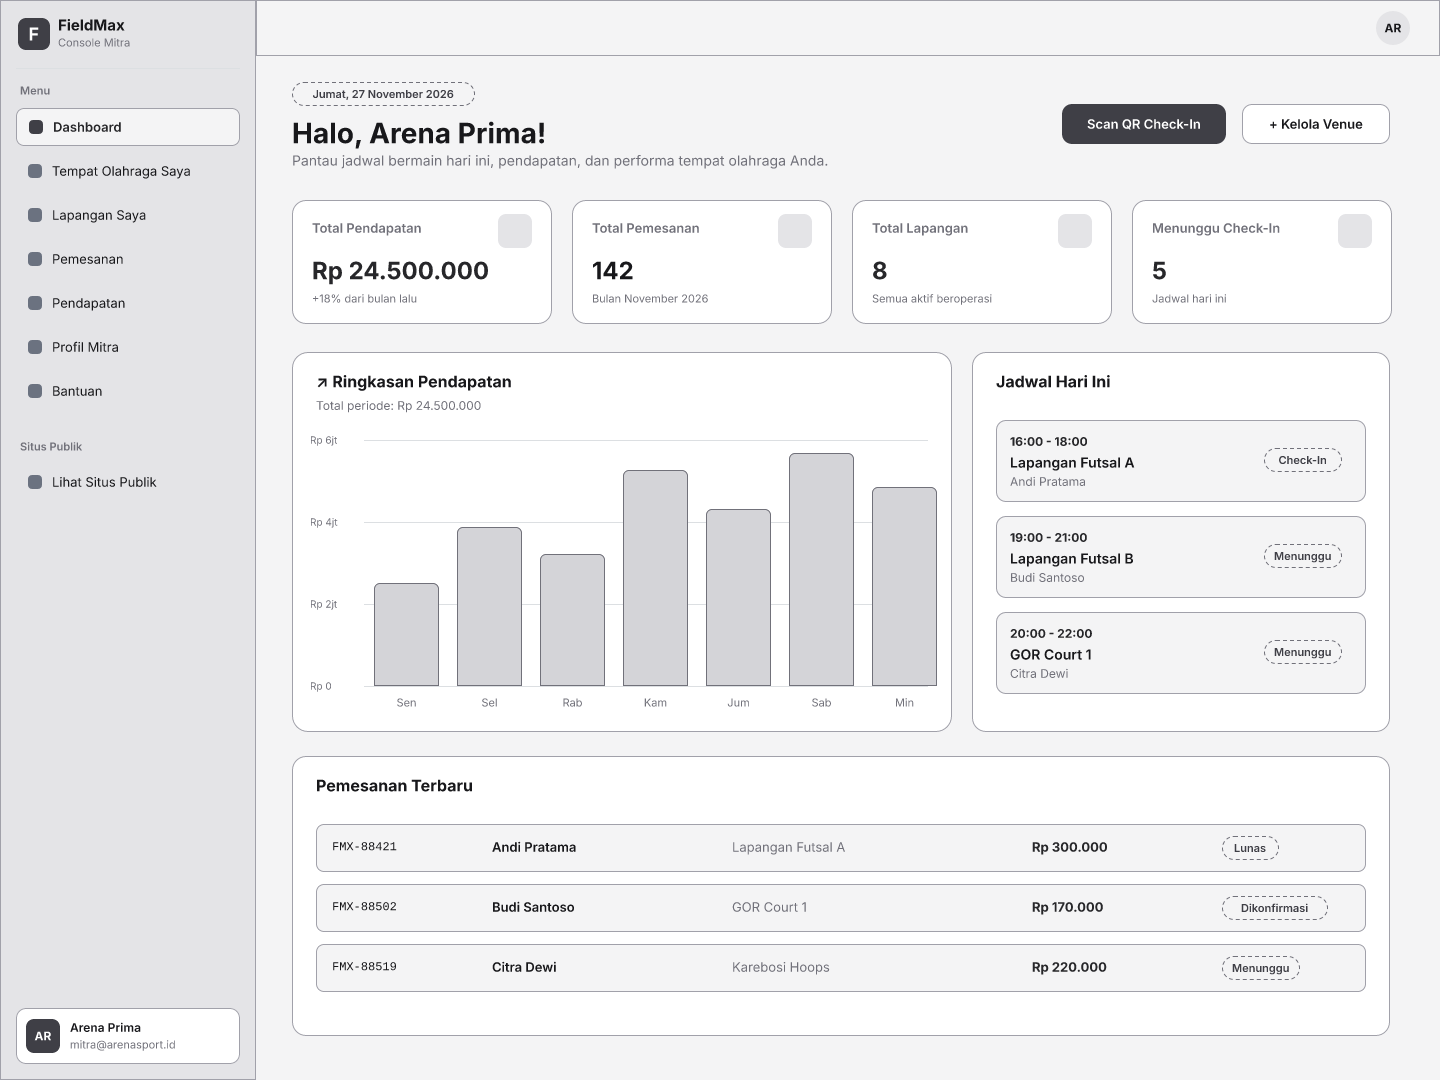 F
FieldMax
Console Mitra
Menu
Dashboard
Tempat Olahraga Saya
Lapangan Saya
Pemesanan
Pendapatan
Profil Mitra
Bantuan
Situs Publik
Lihat Situs Publik
AR
Arena Prima
mitra@arenasport.id
AR
Jumat, 27 November 2026
Halo, Arena Prima!
Pantau jadwal bermain hari ini, pendapatan, dan performa tempat olahraga Anda.
Scan QR Check-In
+ Kelola Venue
Total Pendapatan
Rp 24.500.000
+18% dari bulan lalu
Total Pemesanan
142
Bulan November 2026
Total Lapangan
8
Semua aktif beroperasi
Menunggu Check-In
5
Jadwal hari ini
↗ Ringkasan Pendapatan
Total periode: Rp 24.500.000
Rp 6jt
Rp 4jt
Rp 2jt
Rp 0
Sen Sel Rab Kam Jum Sab Min
Jadwal Hari Ini
16:00 - 18:00
Lapangan Futsal A
Andi Pratama
Check-In
19:00 - 21:00
Lapangan Futsal B
Budi Santoso
Menunggu
20:00 - 22:00
GOR Court 1
Citra Dewi
Menunggu
Pemesanan Terbaru
FMX-88421 Andi Pratama Lapangan Futsal A Rp 300.000 Lunas
FMX-88502 Budi Santoso GOR Court 1 Rp 170.000 Dikonfirmasi
FMX-88519 Citra Dewi Karebosi Hoops Rp 220.000 Menunggu